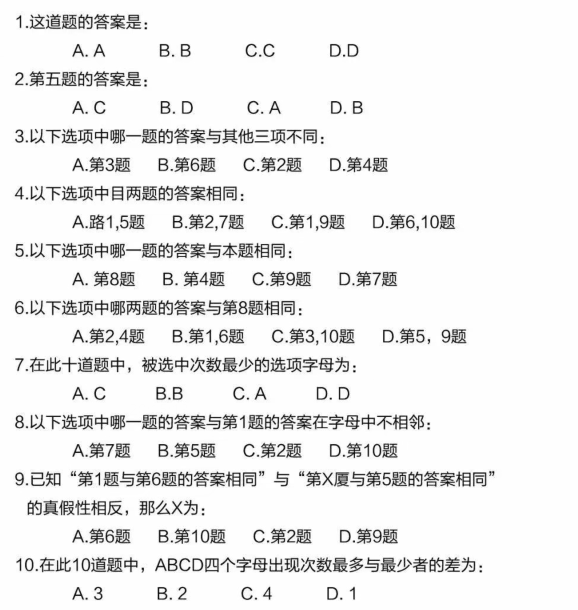 1.这道题的答案是：
A. A B. B C.C D.D
2.第五题的答案是：
A. C B. D C. A D. B
3.以下选项中哪一题的答案与其他三项不同：
A.第3题 B.第6题 C.第2题 D.第4题
4.以下选项中目两题的答案相同：
A.路1,5题 B.第2,7题 C.第1,9题 D.第6,10题
5.以下选项中哪一题的答案与本题相同：
A. 第8题 B. 第4题 C.第9题 D.第7题
6.以下选项中哪两题的答案与第8题相同：
A.第2,4题 B.第1,6题 C.第3,10题 D.第5，9题
7.在此十道题中，被选中次数最少的选项字母为：
A. C B.B C. A D. D
8.以下选项中哪一题的答案与第1题的答案在字母中不相邻：
A.第7题 B.第5题 C.第2题 D.第10题
9.已知“第1题与第6题的答案相同”与“第X厦与第5题的答案相同”
的真假性相反，那么X为：
A.第6题 B.第10题 C.第2题 D.第9题
10.在此10道题中，ABCD四个字母出现次数最多与最少者的差为：
A. 3 B. 2 C. 4 D. 1